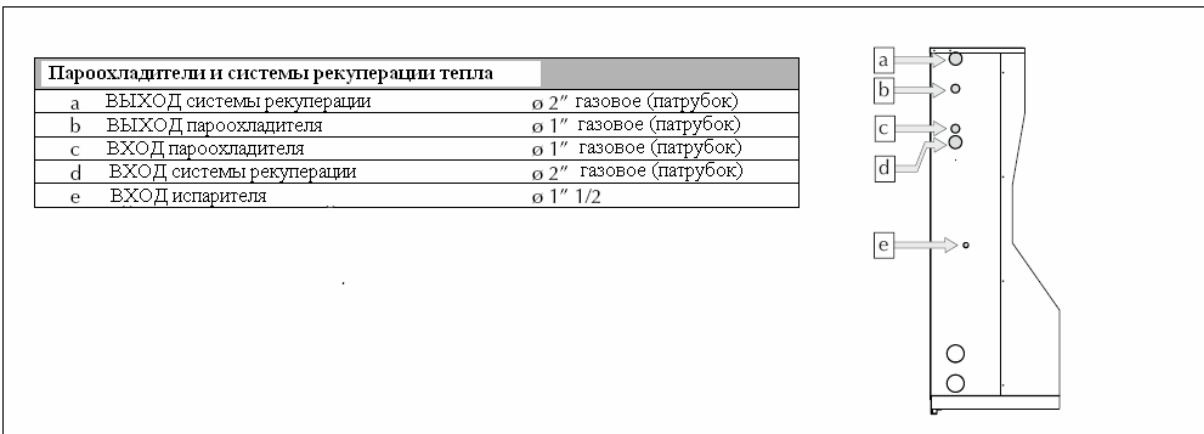 Пароохладители и системы рекуперации тепла
a ВЫХОД системы рекуперации ø 2″ газовое (патрубок)
b ВЫХОД пароохладителя ø 1″ газовое (патрубок)
c ВХОД пароохладителя ø 1″ газовое (патрубок)
d ВХОД системы рекуперации ø 2″ газовое (патрубок)
e ВХОД испарителя ø 1″ 1/2
a
b
c
d
e